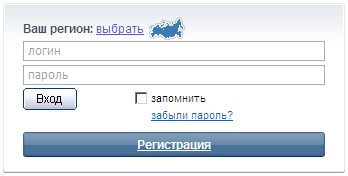 Ваш регион: выбрать
логин
пароль
Вход
запомнить
забыли пароль?
Регистрация